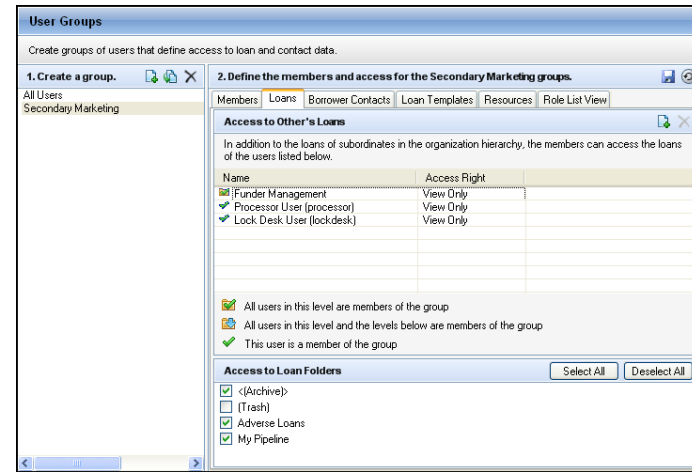 User Groups
Create groups of users that define access to loan and contact data.
1. Create a group.
All Users
Secondary Marketing
2. Define the members and access for the Secondary Marketing groups.
Members Loans Borrower Contacts Loan Templates Resources Role List View
Access to Other's Loans
In addition to the loans of subordinates in the organization hierarchy, the members can access the loans
of the users listed below.
Name Access Right
Funder Management View Only
Processor User (processor) View Only
Lock Desk User (lockdesk) View Only
All users in this level are members of the group
All users in this level and the levels below are members of the group
This user is a member of the group
Access to Loan Folders Select All Deselect All
<(Archive)>
(Trash)
Adverse Loans
My Pipeline